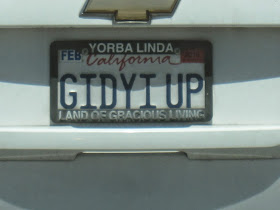 YORBA LINDA
FEB California
GIDYI UP
LAND OF GRACIOUS LIVING